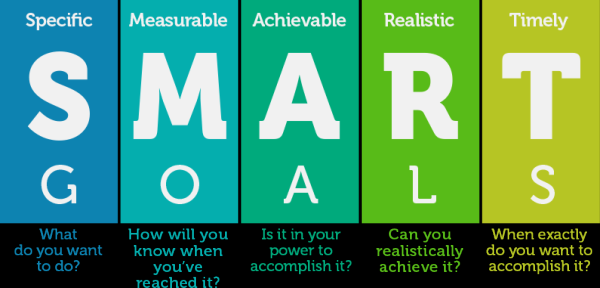 Specific Measurable Achievable Realistic Timely
S M A R T
G O A L S
What
do you want
to do?
How will you
know when
you've
reached it?
Is it in your
power to
accomplish it?
Can you
realistically
achieve it?
When exactly
do you want to
accomplish it?